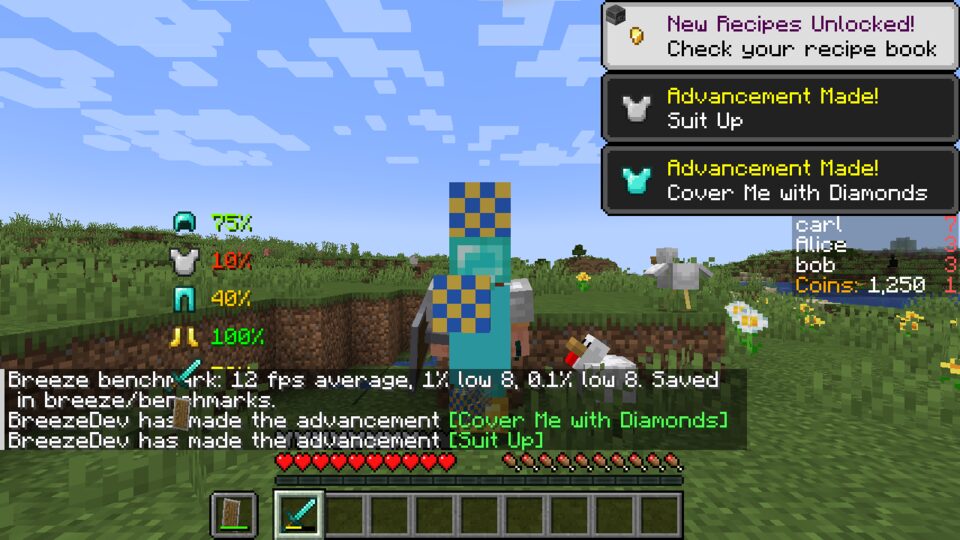 New Recipes Unlocked!
Check your recipe book
Advancement Made!
Suit Up
Advancement Made!
Cover Me with Diamonds
carl 7
Alice 3
bob 3
Coins: 1,250 1
75%
10%
40%
100%
Breeze benchmark: 12 fps average, 1% low 8, 0.1% low 8. Saved
in breeze/benchmarks.
BreezeDev has made the advancement [Cover Me with Diamonds]
BreezeDev has made the advancement [Suit Up]